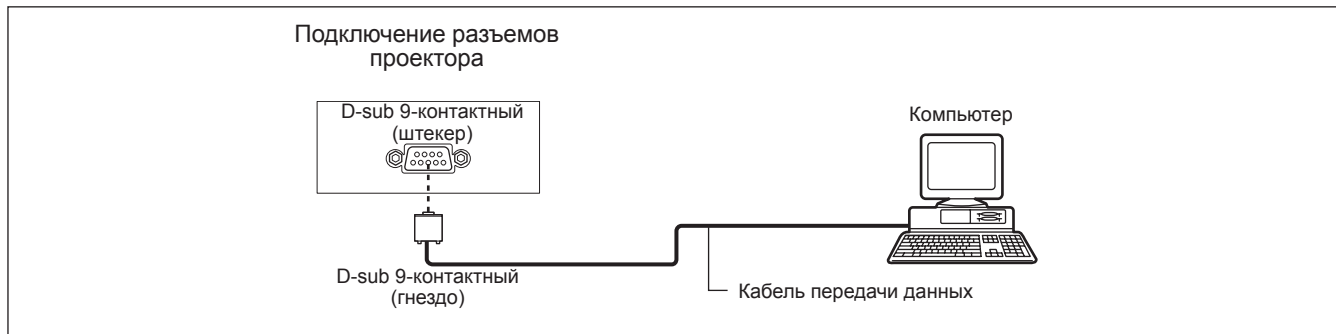 Подключение разъемов
проектора
D-sub 9-контактный
(штекер)
Компьютер
D-sub 9-контактный
(гнездо)
Кабель передачи данных